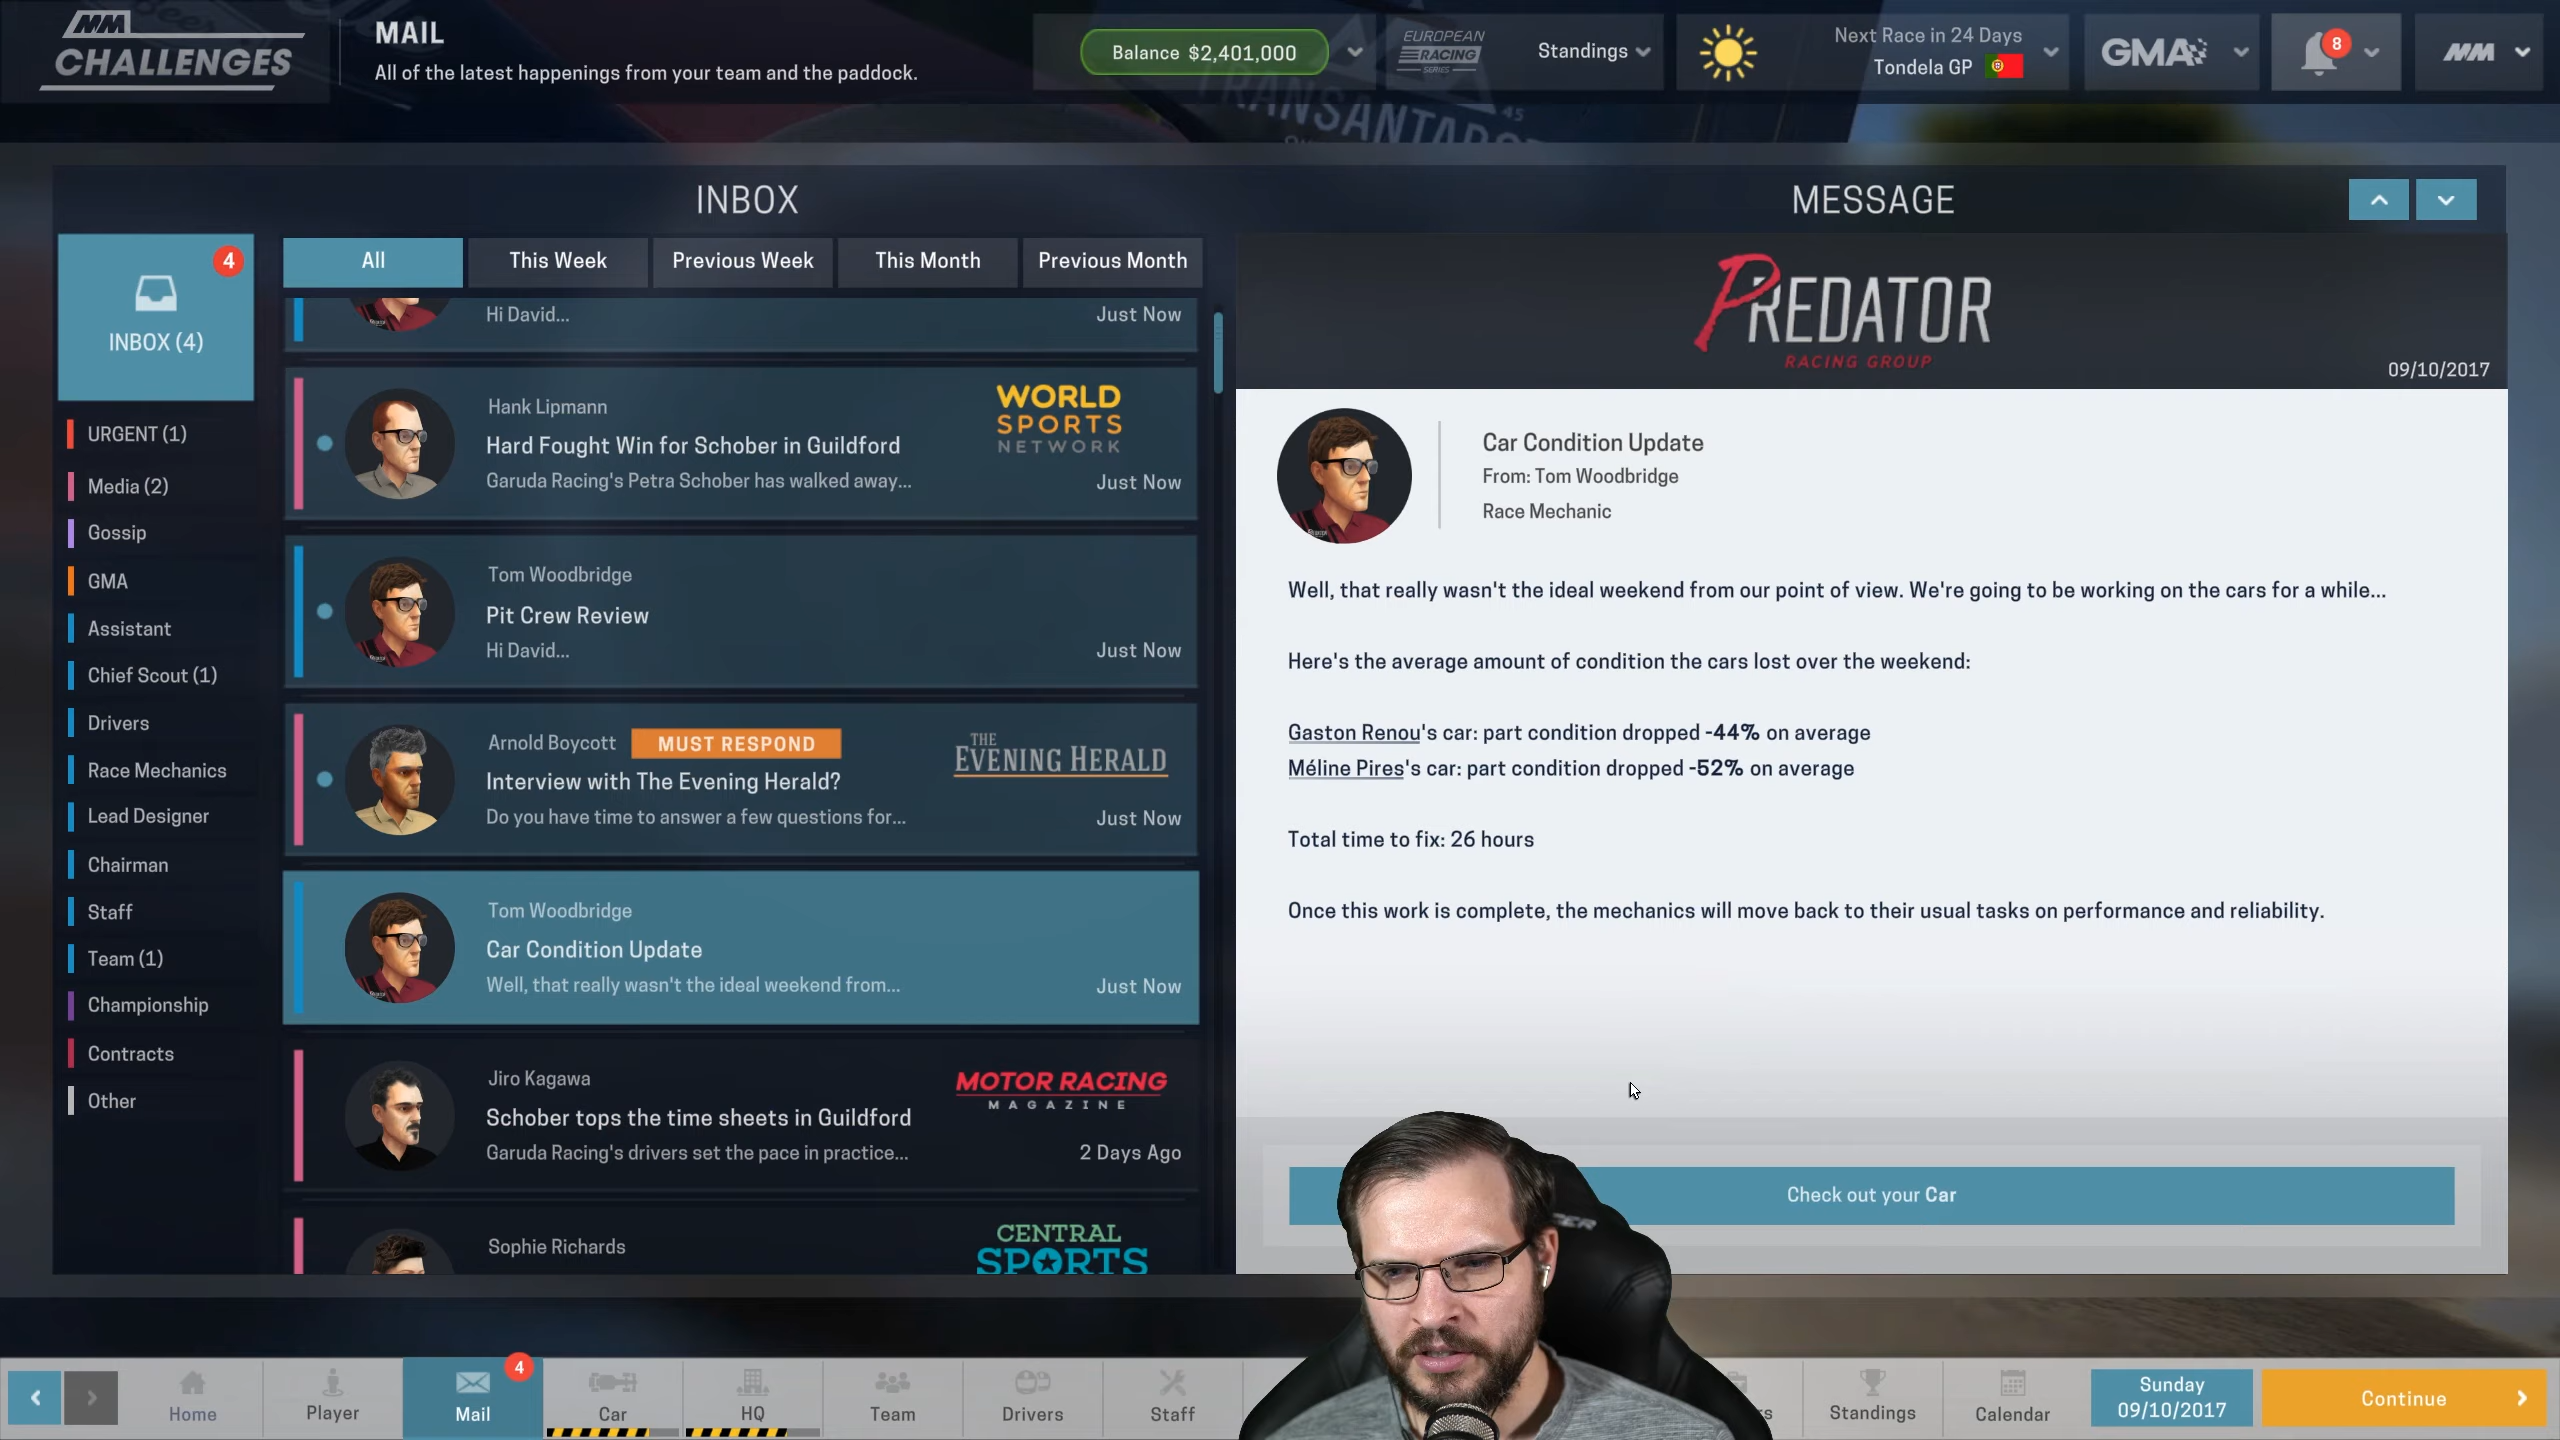 MM CHALLENGES
MAIL
All of the latest happenings from your team and the paddock.
Balance $2,401,000
EUROPEAN RACING SERIES
Standings
Next Race in 24 Days
Tondela GP
GMA
8
MM
TRANSANTAR
45
INBOX
MESSAGE
4
INBOX (4)
URGENT (1)
Media (2)
Gossip
GMA
Assistant
Chief Scout (1)
Drivers
Race Mechanics
Lead Designer
Chairman
Staff
Team (1)
Championship
Contracts
Other
All
This Week
Previous Week
This Month
Previous Month
Hi David...
Just Now
Hank Lipmann
Hard Fought Win for Schober in Guildford
Garuda Racing's Petra Schober has walked away...
WORLD
SPORTS
NETWORK
Just Now
Tom Woodbridge
Pit Crew Review
Hi David...
Just Now
Arnold Boycott
MUST RESPOND
Interview with The Evening Herald?
Do you have time to answer a few questions for...
THE
EVENING HERALD
Just Now
Tom Woodbridge
Car Condition Update
Well, that really wasn't the ideal weekend from...
Just Now
Jiro Kagawa
Schober tops the time sheets in Guildford
Garuda Racing's drivers set the pace in practice...
MOTOR RACING
MAGAZINE
2 Days Ago
Sophie Richards
CENTRAL
SPORTS
PREDATOR
RACING GROUP
09/10/2017
Car Condition Update
From: Tom Woodbridge
Race Mechanic
Well, that really wasn't the ideal weekend from our point of view. We're going to be working on the cars for a while...
Here's the average amount of condition the cars lost over the weekend:
Gaston Renou's car: part condition dropped -44% on average
Méline Pires's car: part condition dropped -52% on average
Total time to fix: 26 hours
Once this work is complete, the mechanics will move back to their usual tasks on performance and reliability.
Check out your Car
Home
Player
Mail
4
Car
HQ
Team
Drivers
Staff
Standings
Calendar
Sunday
09/10/2017
Continue